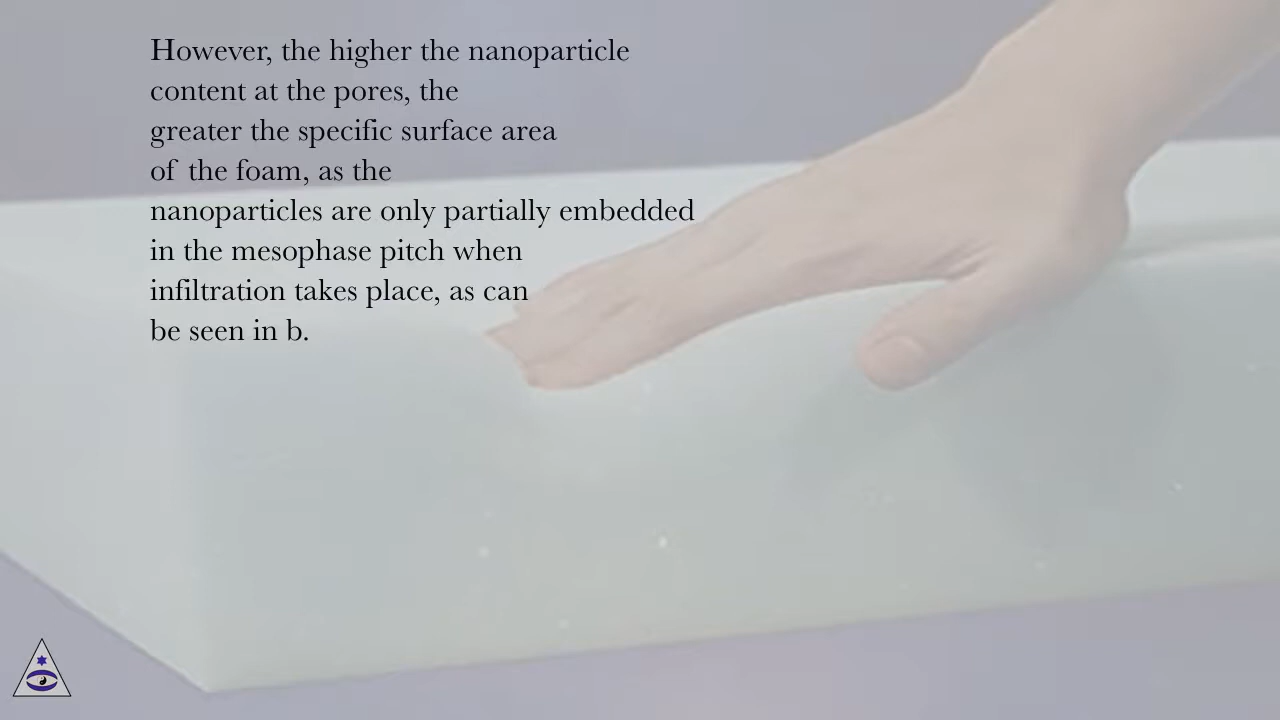 However, the higher the nanoparticle
content at the pores, the
greater the specific surface area
of the foam, as the
nanoparticles are only partially embedded
in the mesophase pitch when
infiltration takes place, as can
be seen in b.